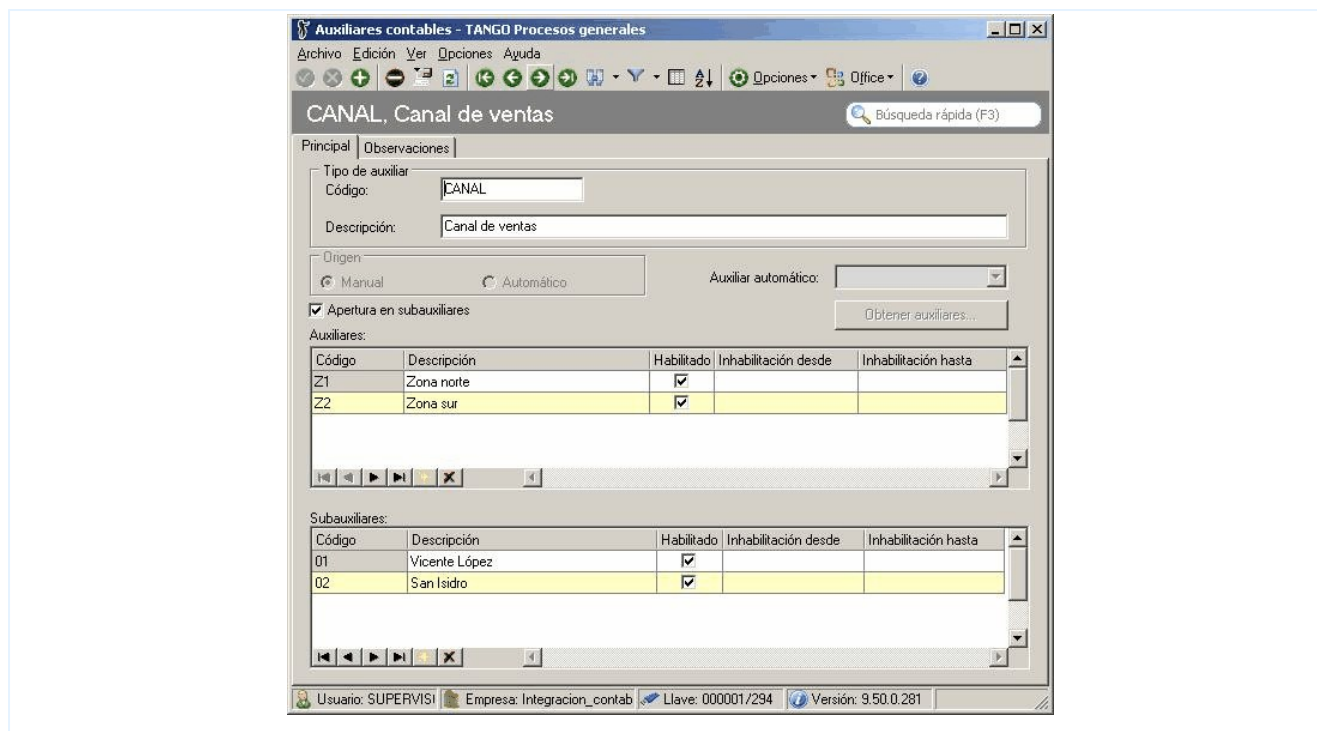 Auxiliares contables - TANGO Procesos generales
Archivo Edición Ver Opciones Ayuda
Opciones Office
CANAL, Canal de ventas Búsqueda rápida (F3)
Principal Observaciones
Tipo de auxiliar
Código: CANAL
Descripción: Canal de ventas
Origen
Manual Automático Auxiliar automático:
Apertura en subauxiliares Obtener auxiliares...
Auxiliares:
Código Descripción Habilitado Inhabilitación desde Inhabilitación hasta
Z1 Zona norte
Z2 Zona sur
Subauxiliares:
Código Descripción Habilitado Inhabilitación desde Inhabilitación hasta
01 Vicente López
02 San Isidro
Usuario: SUPERVISI Empresa: Integracion_contab Llave: 000001/294 Versión: 9.50.0.281